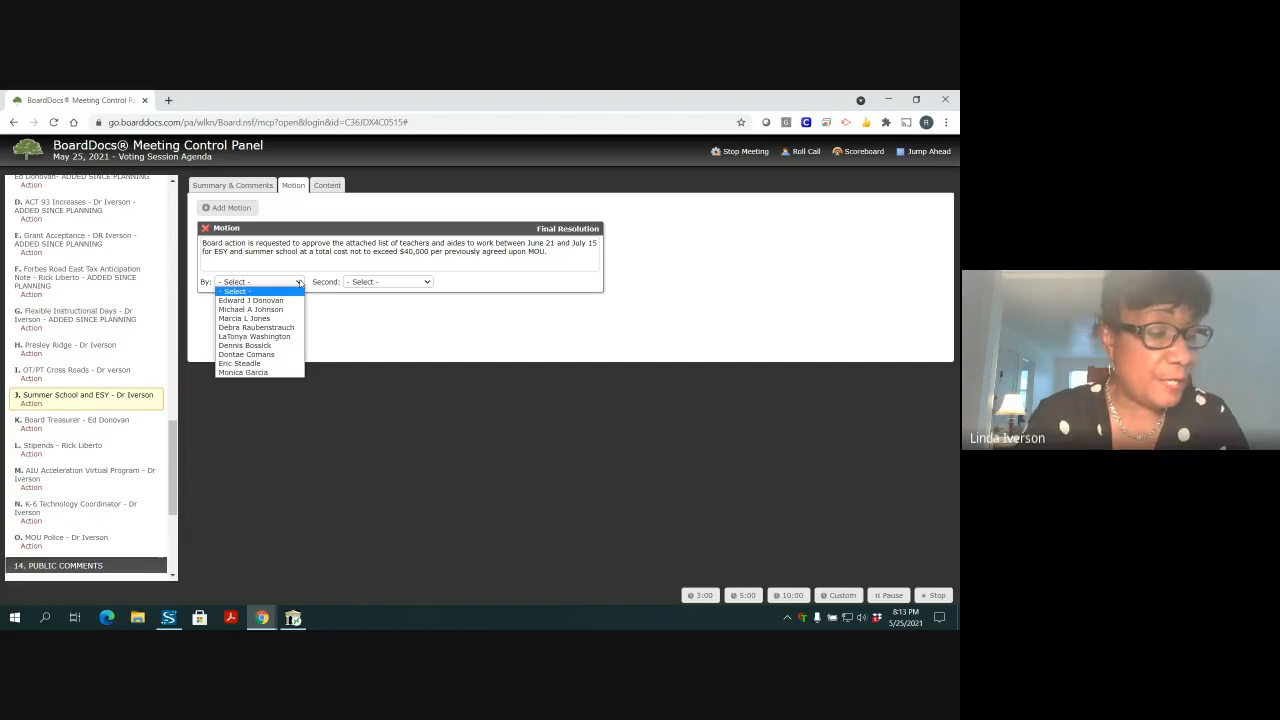 BoardDocs® Meeting Control P
go.boarddocs.com/pa/wlkn/Board.nsf/mcp?open&login&id=C36JDX4C0515#
BoardDocs® Meeting Control Panel
May 25, 2021 - Voting Session Agenda
Stop Meeting
Roll Call
Scoreboard
Jump Ahead
Ed Donovan- ADDED SINCE PLANNING
Action
D. ACT 93 Increases - Dr Iverson -
ADDED SINCE PLANNING
Action
E. Grant Acceptance - DR Iverson -
ADDED SINCE PLANNING
Action
F. Forbes Road East Tax Anticipation
Note - Rick Liberto - ADDED SINCE
PLANNING
Action
G. Flexible Instructional Days - Dr
Iverson - ADDED SINCE PLANNING
Action
H. Presley Ridge - Dr Iverson
Action
I. OT/PT Cross Roads - Dr verson
Action
J. Summer School and ESY - Dr Iverson
Action
K. Board Treasurer - Ed Donovan
Action
L. Stipends - Rick Liberto
Action
M. AIU Acceleration Virtual Program - Dr
Iverson
Action
N. K-6 Technology Coordinator - Dr
Iverson
Action
O. MOU Police - Dr Iverson
Action
14. PUBLIC COMMENTS
Summary & Comments
Motion
Content
Add Motion
Motion
Final Resolution
Board action is requested to approve the attached list of teachers and aides to work between June 21 and July 15
for ESY and summer school at a total cost not to exceed $40,000 per previously agreed upon MOU.
By: - Select -
Second: - Select -
- Select -
Edward J Donovan
Michael A Johnson
Marcia L Jones
Debra Raubenstrauch
LaTonya Washington
Dennis Bossick
Dontae Comans
Eric Steadle
Monica Garcia
3:00
5:00
10:00
Custom
Pause
Stop
8:13 PM
5/25/2021
Linda Iverson